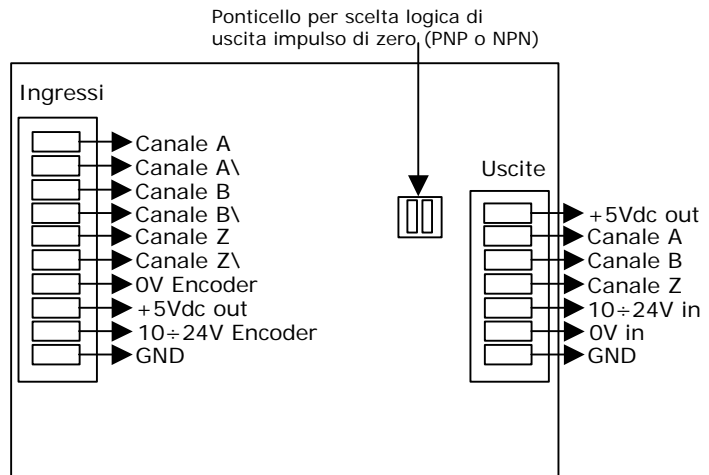 Ponticello per scelta logica di
uscita impulso di zero (PNP o NPN)
Ingressi
Canale A
Canale A\
Canale B
Canale B\
Canale Z
Canale Z\
0V Encoder
+5Vdc out
10÷24V Encoder
GND
Uscite
+5Vdc out
Canale A
Canale B
Canale Z
10÷24V in
0V in
GND